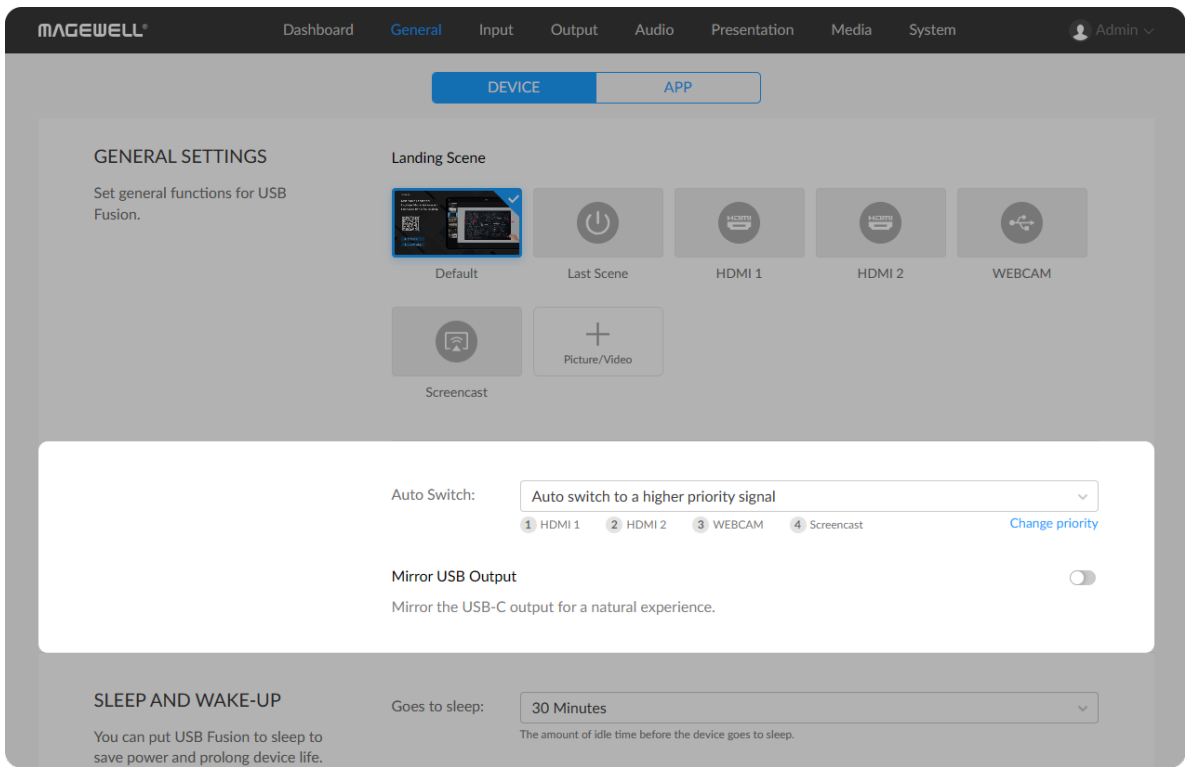 MAGEWELL®
Dashboard General Input Output Audio Presentation Media System Admin
DEVICE APP
GENERAL SETTINGS
Set general functions for USB
Fusion.
Landing Scene
Default Last Scene HDMI 1 HDMI 2 WEBCAM
Picture/Video
Screencast
Auto Switch: Auto switch to a higher priority signal
1 HDMI 1 2 HDMI 2 3 WEBCAM 4 Screencast Change priority
Mirror USB Output
Mirror the USB-C output for a natural experience.
SLEEP AND WAKE-UP
You can put USB Fusion to sleep to
save power and prolong device life.
Goes to sleep: 30 Minutes
The amount of idle time before the device goes to sleep.